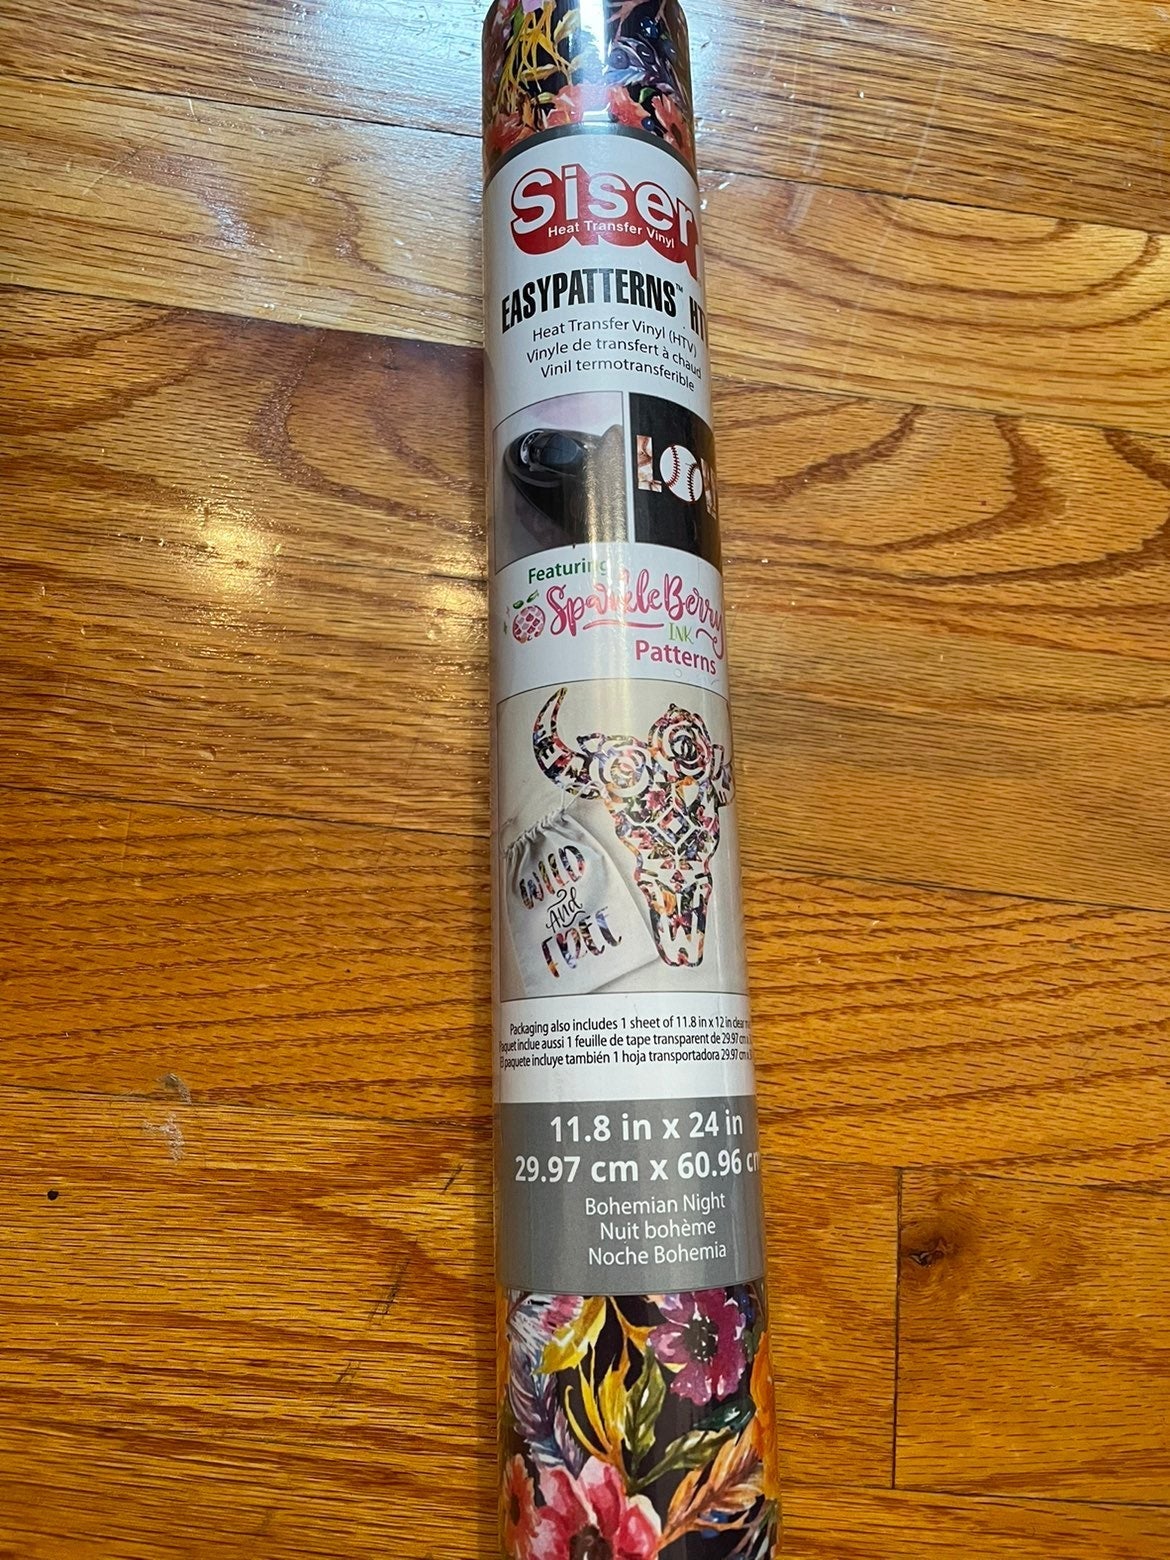 Siser
Heat Transfer Vinyl
EASYPATTERNS™
Heat Transfer Vinyl (HTV)
Vinyle de transfert à chaud
Vinil termotransferible
Featuring
SparkleBerry
INK
Patterns
WILD
And
FREE
Packaging also includes 1 sheet of 11.8 in x 12 in clear
Paquet inclue aussi 1 feuille de tape transparent de 29.97 cm
El paquete incluye también 1 hoja transportadora 29.97 cm
11.8 in x 24 in
29.97 cm x 60.96 cm
Bohemian Night
Nuit bohème
Noche Bohemia